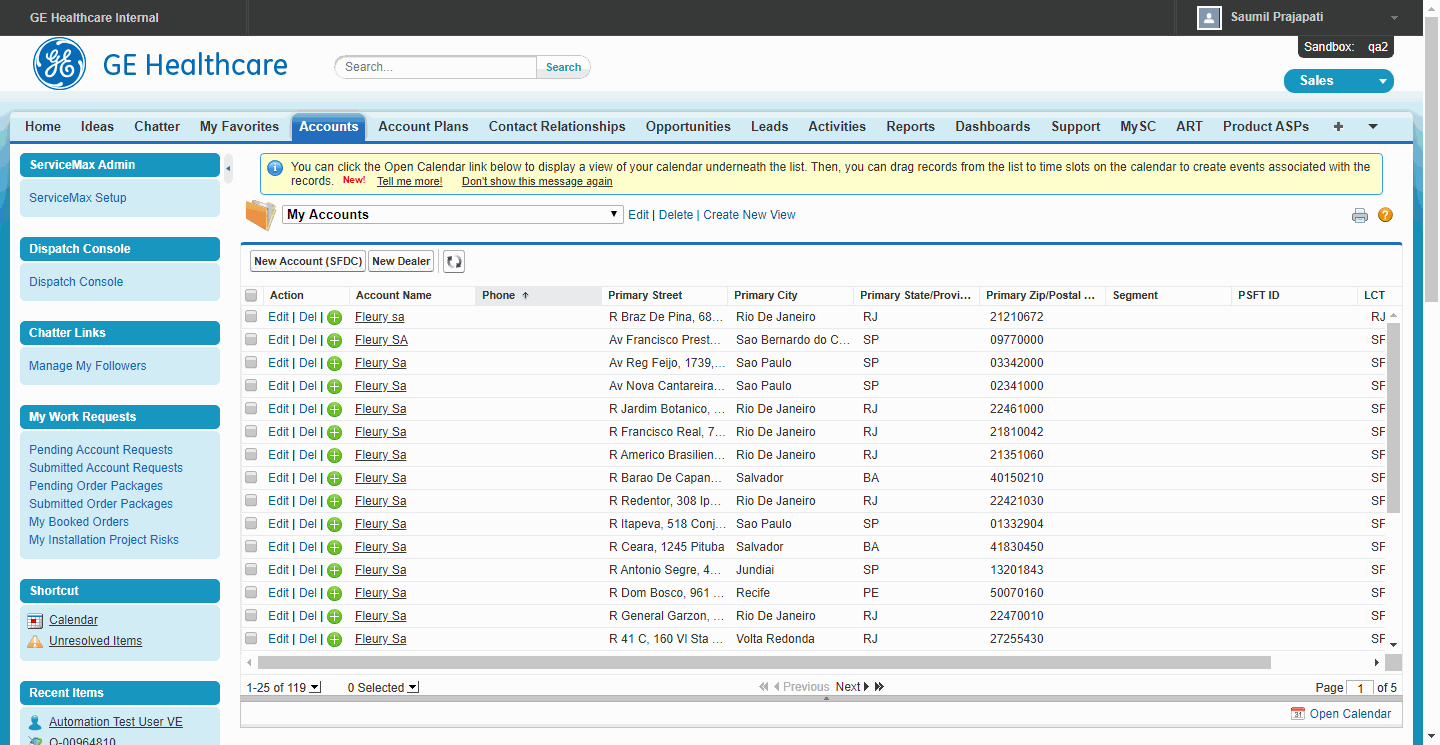 GE Healthcare Internal
Saumil Prajapati
Sandbox: qa2
GE Healthcare
Search...
Search
Sales
Home Ideas Chatter My Favorites Accounts Account Plans Contact Relationships Opportunities Leads Activities Reports Dashboards Support MySC ART Product ASPs +
ServiceMax Admin
ServiceMax Setup
Dispatch Console
Dispatch Console
Chatter Links
Manage My Followers
My Work Requests
Pending Account Requests
Submitted Account Requests
Pending Order Packages
Submitted Order Packages
My Booked Orders
My Installation Project Risks
Shortcut
Calendar
Unresolved Items
Recent Items
Automation Test User VE
Q-00964810
You can click the Open Calendar link below to display a view of your calendar underneath the list. Then, you can drag records from the list to time slots on the calendar to create events associated with the
records. New! Tell me more! Don't show this message again
My Accounts Edit | Delete | Create New View
New Account (SFDC) New Dealer
Action Account Name Phone Primary Street Primary City Primary State/Provi... Primary Zip/Postal ... Segment PSFT ID LCT
Edit | Del | Fleury sa R Braz De Pina, 68... Rio De Janeiro RJ 21210672 RJ
Edit | Del | Fleury SA Av Francisco Prest... Sao Bernardo do C... SP 09770000 SF
Edit | Del | Fleury Sa Av Reg Feijo, 1739,... Sao Paulo SP 03342000 SF
Edit | Del | Fleury Sa Av Nova Cantareira... Sao Paulo SP 02341000 SF
Edit | Del | Fleury Sa R Jardim Botanico, ... Rio De Janeiro RJ 22461000 SF
Edit | Del | Fleury Sa R Francisco Real, 7... Rio De Janeiro RJ 21810042 SF
Edit | Del | Fleury Sa R Americo Brasilien... Rio De Janeiro RJ 21351060 SF
Edit | Del | Fleury Sa R Barao De Capan... Salvador BA 40150210 SF
Edit | Del | Fleury Sa R Redentor, 308 Ip... Rio De Janeiro RJ 22421030 SF
Edit | Del | Fleury Sa R Itapeva, 518 Conj... Sao Paulo SP 01332904 SF
Edit | Del | Fleury Sa R Ceara, 1245 Pituba Salvador BA 41830450 SF
Edit | Del | Fleury Sa R Antonio Segre, 4... Jundiai SP 13201843 SF
Edit | Del | Fleury Sa R Dom Bosco, 961 ... Recife PE 50070160 SF
Edit | Del | Fleury Sa R General Garzon, ... Rio De Janeiro RJ 22470010 SF
Edit | Del | Fleury Sa R 41 C, 160 Vl Sta ... Volta Redonda RJ 27255430 SF
1-25 of 119 0 Selected Previous Next Page 1 of 5
Open Calendar